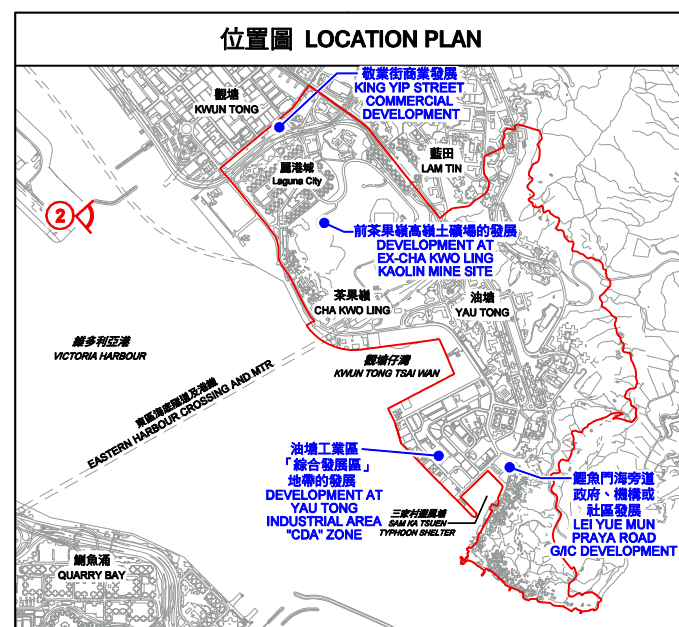 位置圖 LOCATION PLAN
敬業街商業發展
KING YIP STREET
COMMERCIAL
DEVELOPMENT
觀塘
KWUN TONG
藍田
LAM TIN
麗港城
Laguna City
2
前茶果嶺高嶺土礦場的發展
DEVELOPMENT AT
EX-CHA KWO LING
KAOLIN MINE SITE
茶果嶺
CHA KWO LING
油塘
YAU TONG
維多利亞港
VICTORIA HARBOUR
觀塘仔灣
KWUN TONG TSAI WAN
東區海底隧道及港鐵
EASTERN HARBOUR CROSSING AND MTR
油塘工業區
「綜合發展區」
地帶的發展
DEVELOPMENT AT
YAU TONG
INDUSTRIAL AREA
"CDA" ZONE
三家村避風塘
SAM KA TSUEN
TYPHOON SHELTER
鯉魚門海旁道
政府、機構或
社區發展
LEI YUE MUN
PRAYA ROAD
G/IC DEVELOPMENT
鰂魚涌
QUARRY BAY